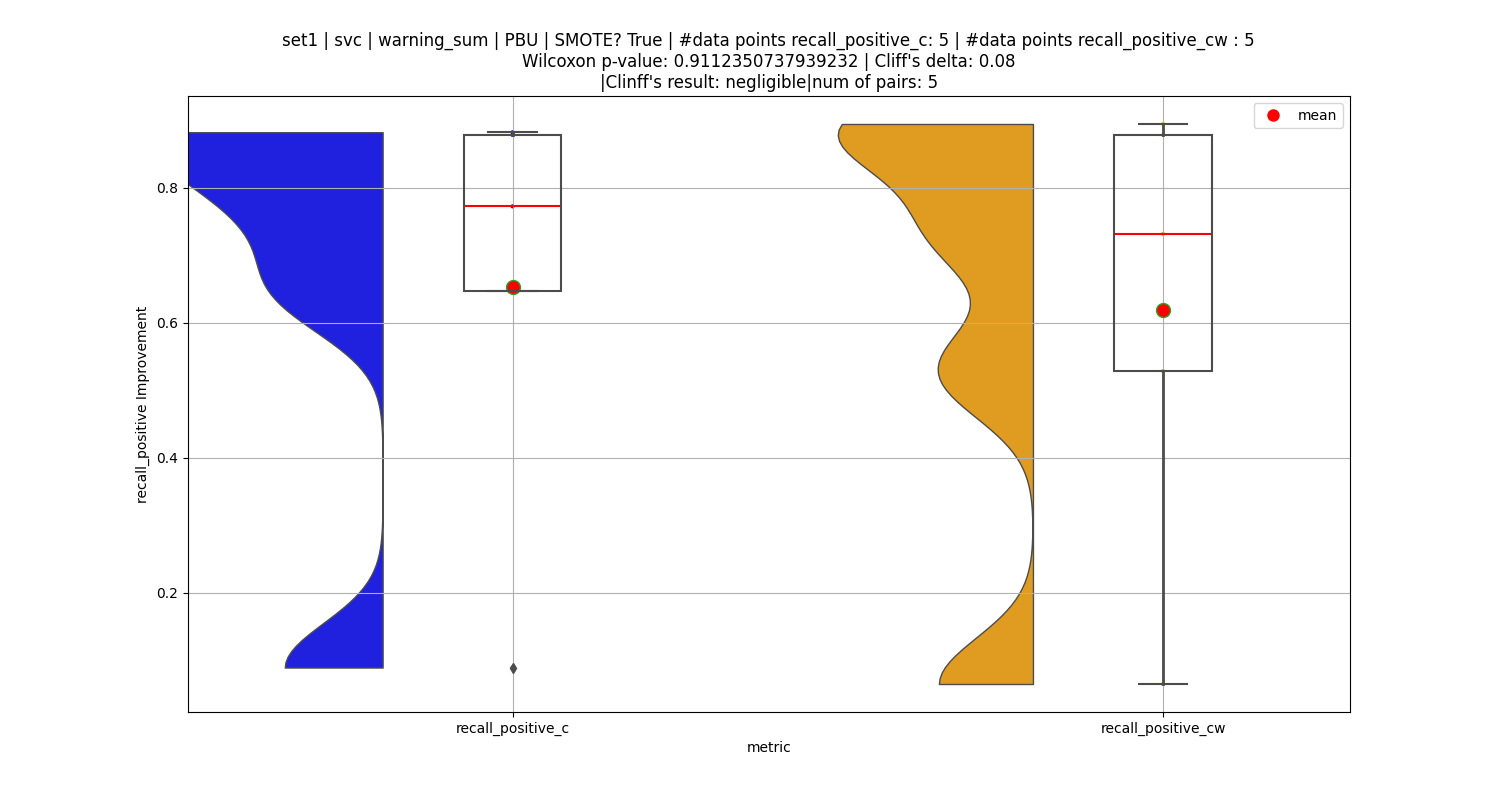 set1 | svc | warning_sum | PBU | SMOTE? True | #data points recall_positive_c: 5 | #data points recall_positive_cw : 5
Wilcoxon p-value: 0.9112350737939232 | Cliff's delta: 0.08
|Clinff's result: negligible|num of pairs: 5
mean
0.8
0.6
0.4
0.2
recall_positive Improvement
recall_positive_c
recall_positive_cw
metric